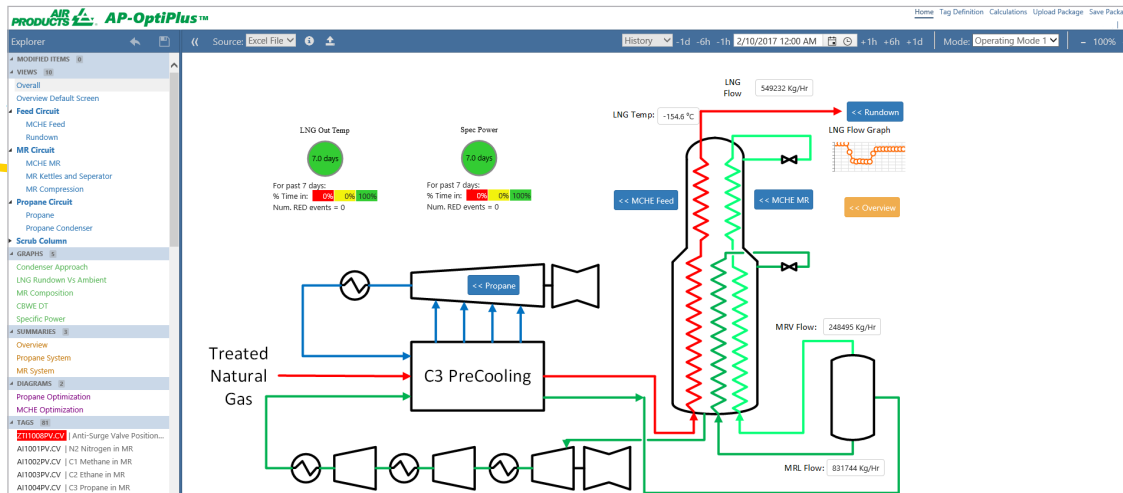 AIR
PRODUCTS AP-OptiPlus™
Home Tag Definition Calculations Upload Package Save Packa
Explorer
Source: Excel File
History -1d -6h -1h 2/10/2017 12:00 AM +1h +6h +1d Mode: Operating Mode 1 - 100%
MODIFIED ITEMS 0
VIEWS 10
Overall
Overview Default Screen
Feed Circuit
MCHE Feed
Rundown
MR Circuit
MCHE MR
MR Kettles and Seperator
MR Compression
Propane Circuit
Propane
Propane Condenser
Scrub Column
GRAPHS 5
Condenser Approach
LNG Rundown Vs Ambient
MR Composition
CBWE DT
Specific Power
SUMMARIES 3
Overview
Propane System
MR System
DIAGRAMS 2
Propane Optimization
MCHE Optimization
TAGS 81
ZTI1008PV.CV | Anti-Surge Valve Position...
AI1001PV.CV | N2 Nitrogen in MR
AI1002PV.CV | C1 Methane in MR
AI1003PV.CV | C2 Ethane in MR
AI1004PV.CV | C3 Propane in MR
LNG Out Temp
7.0 days
For past 7 days:
% Time in: 0% 0% 100%
Num. RED events = 0
Spec Power
7.0 days
For past 7 days:
% Time in: 0% 0% 100%
Num. RED events = 0
LNG
Flow
549232 Kg/Hr
LNG Temp: -154.6 °C
<< Rundown
LNG Flow Graph
<< MCHE Feed
<< MCHE MR
<< Overview
<< Propane
Treated
Natural
Gas
C3 PreCooling
MRV Flow: 248495 Kg/Hr
MRL Flow: 831744 Kg/Hr